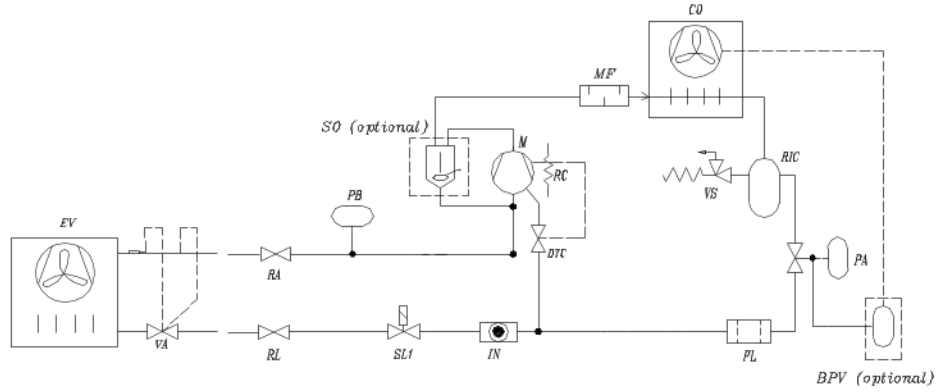 CO
MF
SO (optional)
M
RC
RIC
VS
PB
EV
RA
DTC
PA
VA
RL
SL1
IN
FL
BPV (optional)